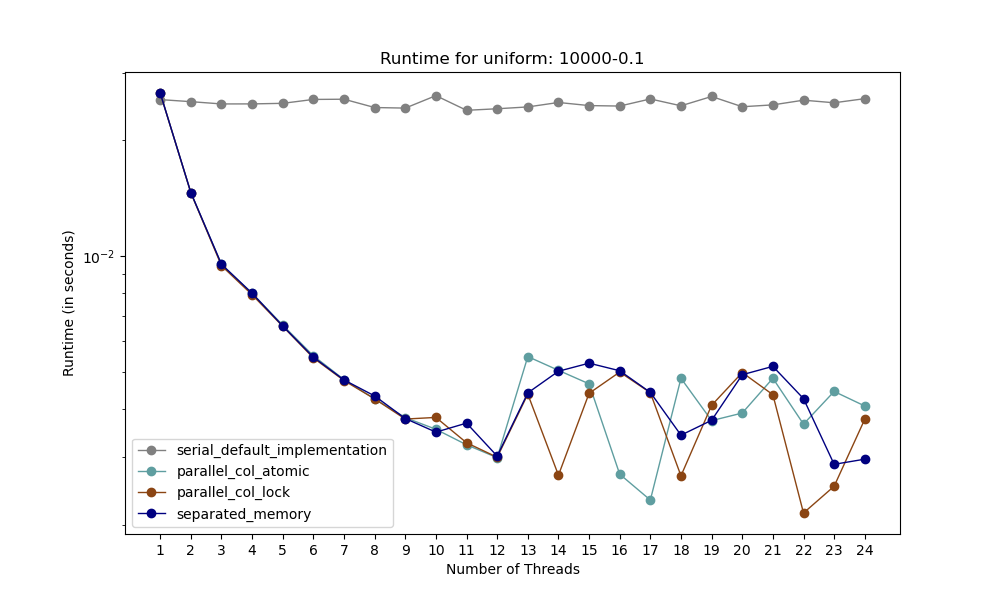 Runtime for uniform: 10000-0.1
Runtime (in seconds)
10⁻²
serial_default_implementation
parallel_col_atomic
parallel_col_lock
separated_memory
1 2 3 4 5 6 7 8 9 10 11 12 13 14 15 16 17 18 19 20 21 22 23 24
Number of Threads